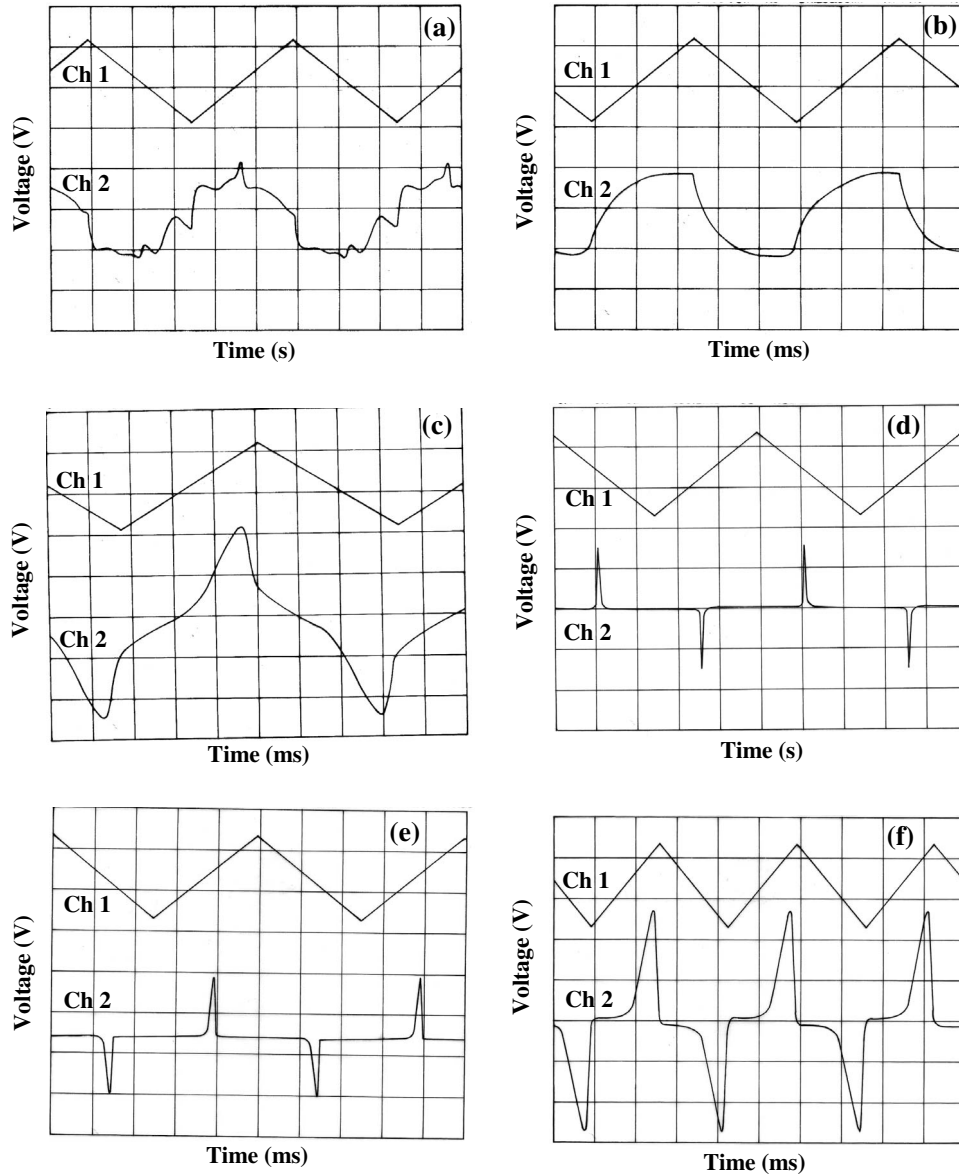 (a)
Ch 1
Ch 2
Voltage (V)
Time (s)
(b)
Ch 1
Ch 2
Voltage (V)
Time (ms)
(c)
Ch 1
Ch 2
Voltage (V)
Time (ms)
(d)
Ch 1
Ch 2
Voltage (V)
Time (s)
(e)
Ch 1
Ch 2
Voltage (V)
Time (ms)
(f)
Ch 1
Ch 2
Voltage (V)
Time (ms)